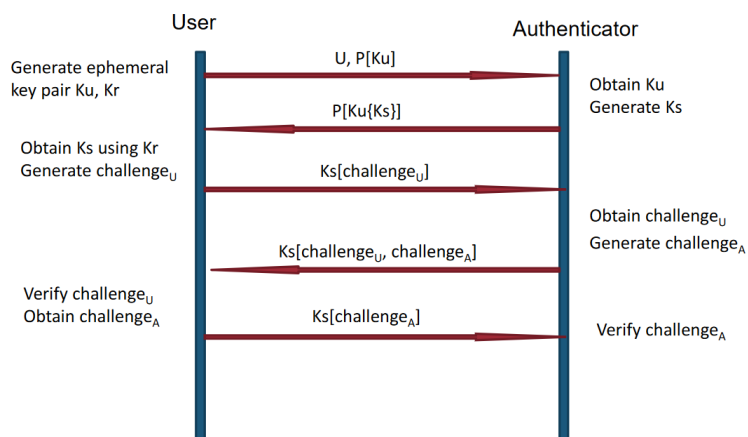 User
Authenticator
U, P[Ku]
Generate ephemeral
key pair Ku, Kr
Obtain Ku
Generate Ks
P[Ku{Ks}]
Obtain Ks using Kr
Generate challengeU
Ks[challengeU]
Obtain challengeU
Generate challengeA
Ks[challengeU, challengeA]
Verify challengeU
Obtain challengeA
Ks[challengeA]
Verify challengeA